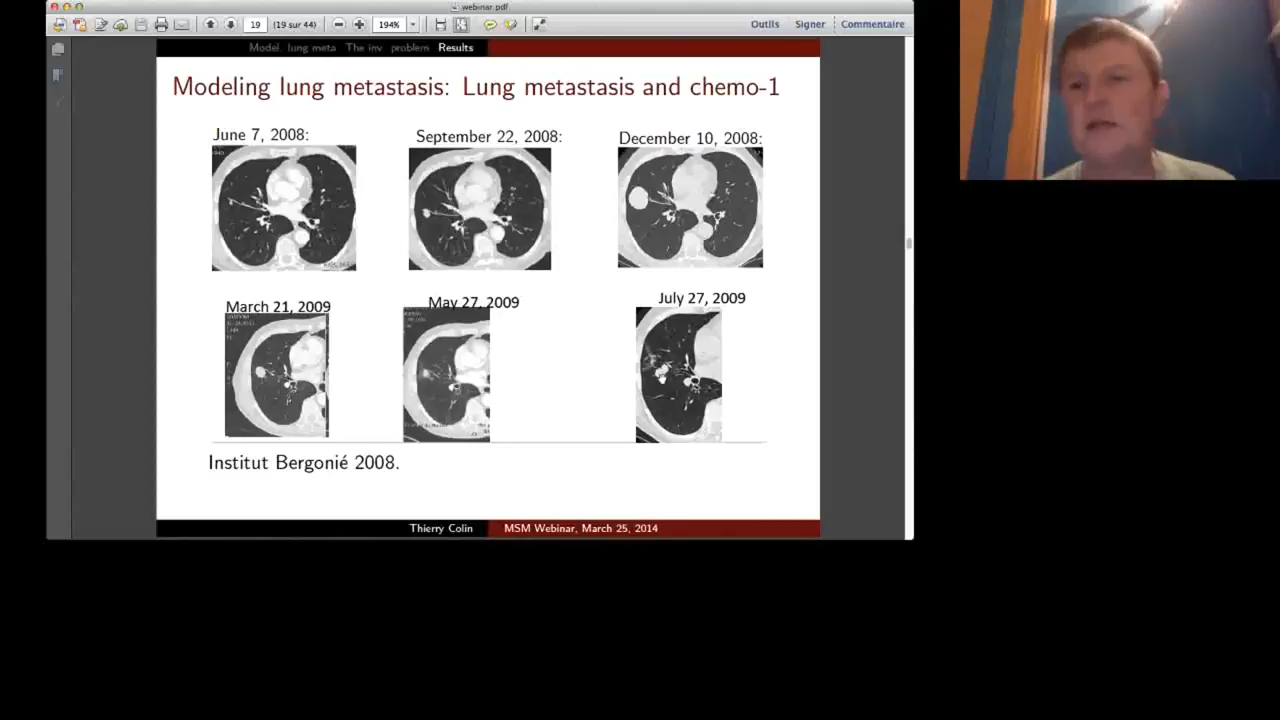 webinar.pdf
19 (19 sur 44) 194% Outils Signer Commentaire
Model. lung meta The inv problem Results
Modeling lung metastasis: Lung metastasis and chemo-1
June 7, 2008: September 22, 2008: December 10, 2008:
March 21, 2009 May 27, 2009 July 27, 2009
Institut Bergonié 2008.
Thierry Colin MSM Webinar, March 25, 2014